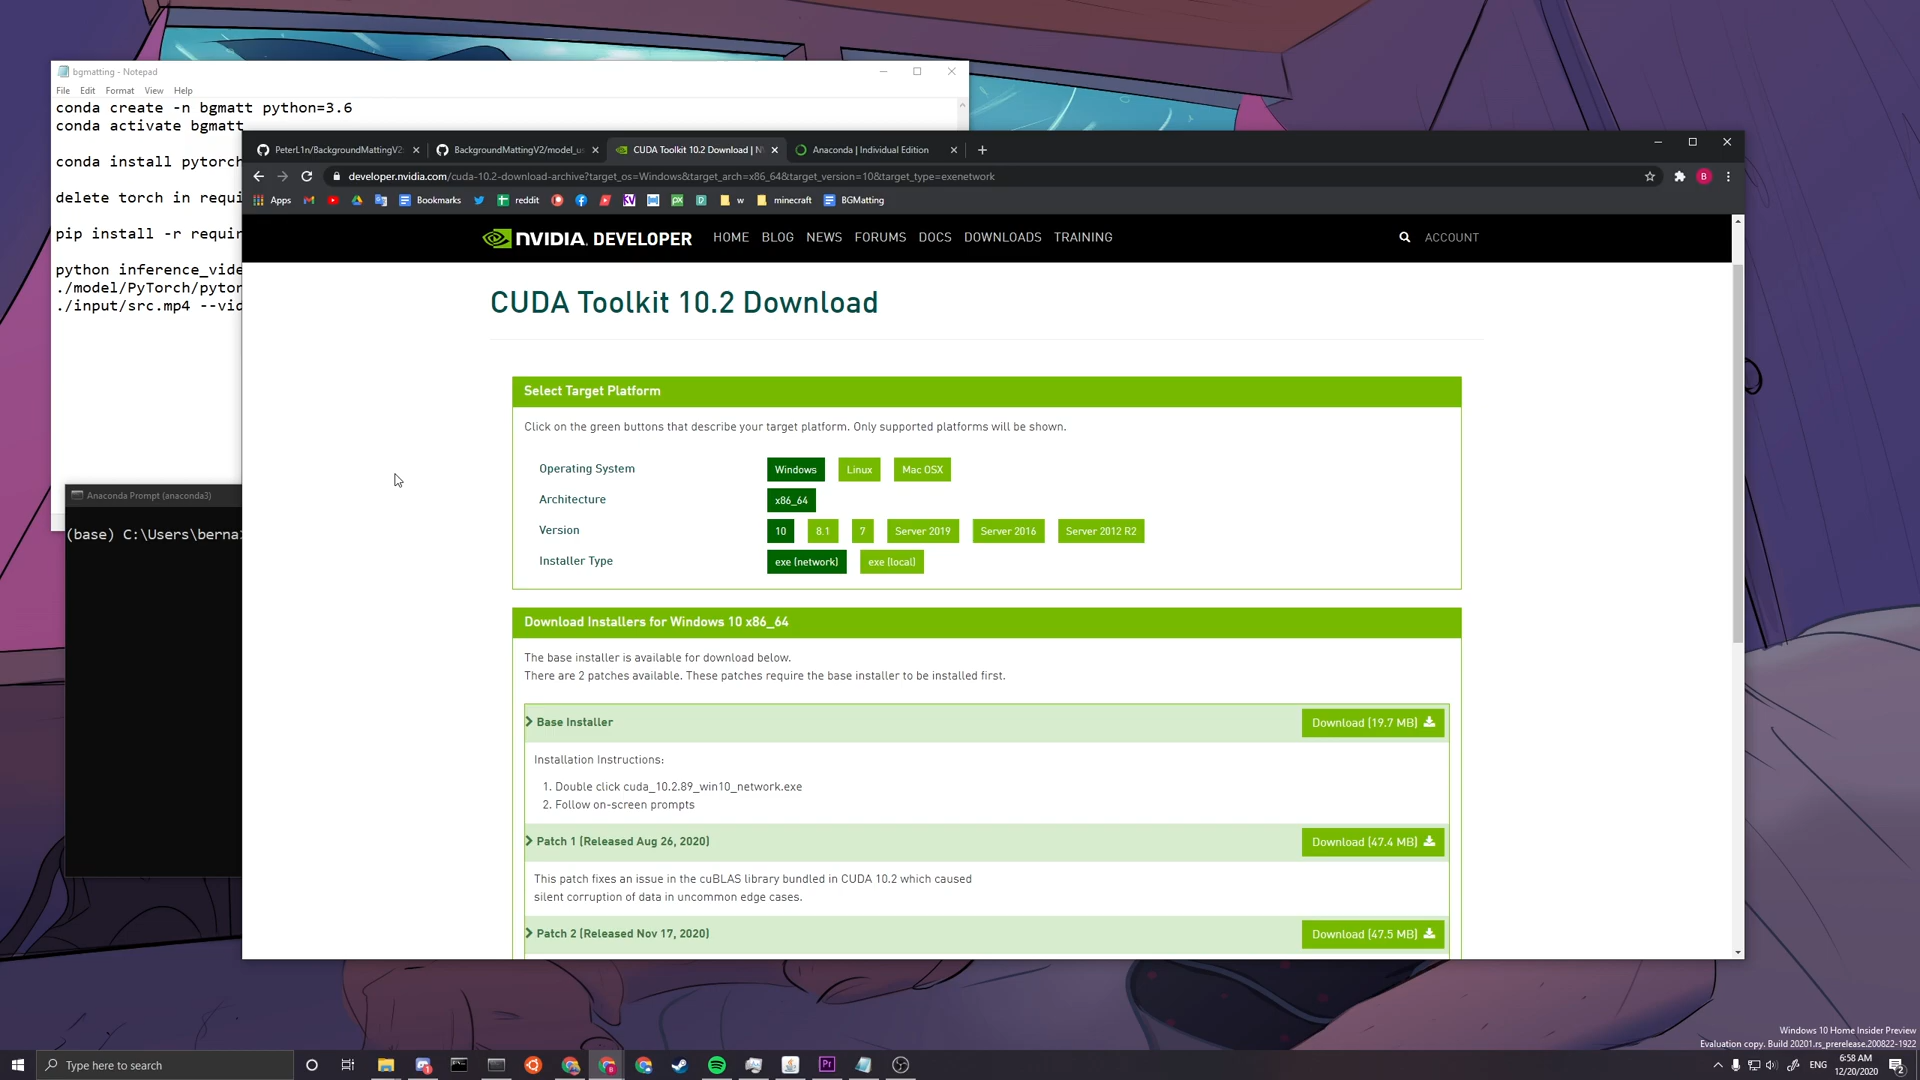 bgmatting - Notepad
File Edit Format View Help
conda create -n bgmatt python=3.6
conda activate bgmatt
conda install pytorch
delete torch in requi
pip install -r requir
python inference_vide
./model/PyTorch/pytor
./input/src.mp4 --vid
Anaconda Prompt (anaconda3)
(base) C:\Users\berna
PeterL1n/BackgroundMattingV2:
BackgroundMattingV2/model_us
CUDA Toolkit 10.2 Download | N
Anaconda | Individual Edition
developer.nvidia.com/cuda-10.2-download-archive?target_os=Windows&target_arch=x86_64&target_version=10&target_type=exenetwork
B
Apps Bookmarks reddit w minecraft BGMatting
NVIDIA. DEVELOPER HOME BLOG NEWS FORUMS DOCS DOWNLOADS TRAINING ACCOUNT
CUDA Toolkit 10.2 Download
Select Target Platform
Click on the green buttons that describe your target platform. Only supported platforms will be shown.
Operating System Windows Linux Mac OSX
Architecture x86_64
Version 10 8.1 7 Server 2019 Server 2016 Server 2012 R2
Installer Type exe (network) exe (local)
Download Installers for Windows 10 x86_64
The base installer is available for download below.
There are 2 patches available. These patches require the base installer to be installed first.
Base Installer Download (19.7 MB)
Installation Instructions:
1. Double click cuda_10.2.89_win10_network.exe
2. Follow on-screen prompts
Patch 1 (Released Aug 26, 2020) Download (47.4 MB)
This patch fixes an issue in the cuBLAS library bundled in CUDA 10.2 which caused
silent corruption of data in uncommon edge cases.
Patch 2 (Released Nov 17, 2020) Download (47.5 MB)
Windows 10 Home Insider Preview
Evaluation copy. Build 20201.rs_prerelease.200822-1922
Type here to search
Pr
ENG
6:58 AM
12/20/2020
2